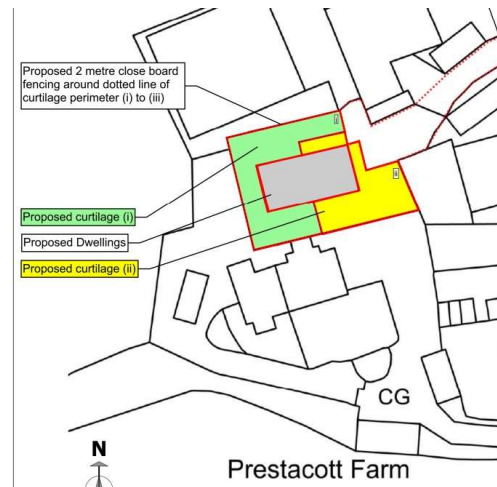 Proposed 2 metre close board
fencing around dotted line of
curtilage perimeter (i) to (iii)
i
ii
Proposed curtilage (i)
Proposed Dwellings
Proposed curtilage (ii)
CG
N
Prestacott Farm